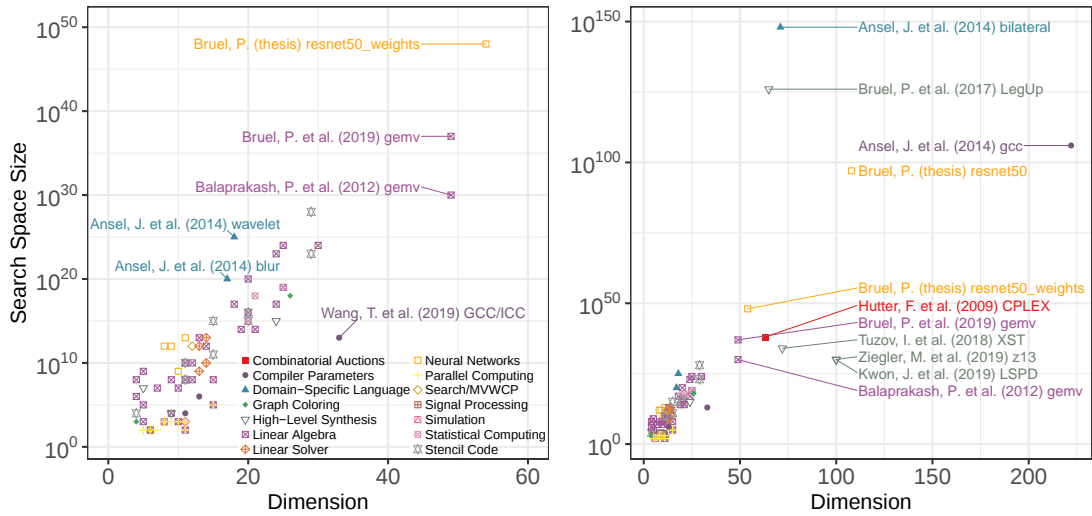 Search Space Size
10^50
10^40
10^30
10^20
10^10
10^0
0
20
40
60
Dimension
Bruel, P. (thesis) resnet50_weights
Bruel, P. et al. (2019) gemv
Balaprakash, P. et al. (2012) gemv
Ansel, J. et al. (2014) wavelet
Ansel, J. et al. (2014) blur
Wang, T. et al. (2019) GCC/ICC
Combinatorial Auctions
Compiler Parameters
Domain-Specific Language
Graph Coloring
High-Level Synthesis
Linear Algebra
Linear Solver
Neural Networks
Parallel Computing
Search/MVWCP
Signal Processing
Simulation
Statistical Computing
Stencil Code
10^150
10^100
10^50
10^0
0
50
100
150
200
Dimension
Ansel, J. et al. (2014) bilateral
Bruel, P. et al. (2017) LegUp
Ansel, J. et al. (2014) gcc
Bruel, P. (thesis) resnet50
Bruel, P. (thesis) resnet50_weights
Hutter, F. et al. (2009) CPLEX
Bruel, P. et al. (2019) gemv
Tuzov, I. et al. (2018) XST
Ziegler, M. et al. (2019) z13
Kwon, J. et al. (2019) LSPD
Balaprakash, P. et al. (2012) gemv